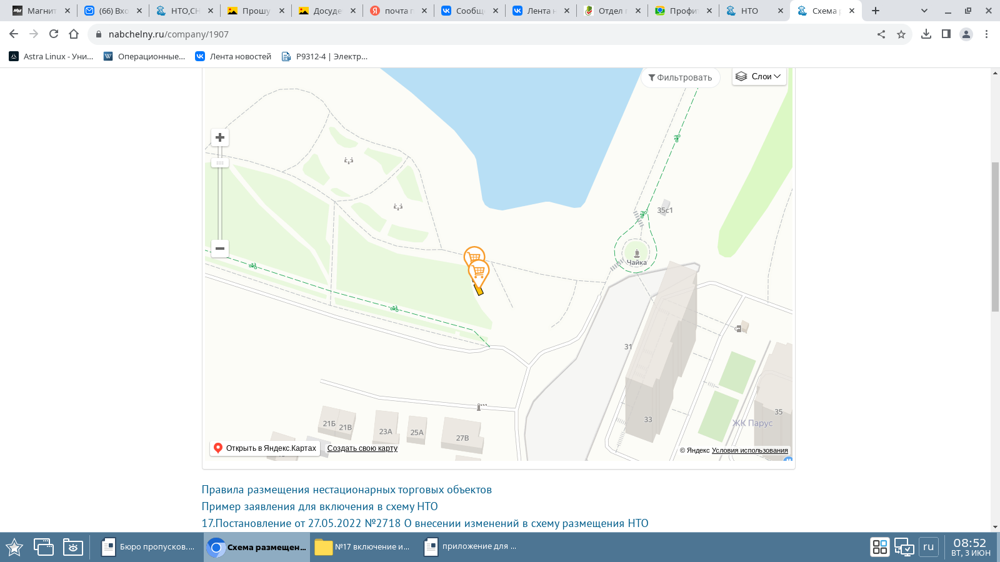 Магнит
(66) Вхо
НТО,СН
Прошу
Досуде
почта г
Сообщ
Лента н
Отдел г
Профи
НТО
Схема р
nabchelny.ru/company/1907
Astra Linux - Уни...
Операционные...
Лента новостей
P9312-4 | Электр...
Фильтровать
Слои
35с1
Чайка
31
33
35
ЖК Парус
21Б
21В
23А
25А
27В
Открыть в Яндекс.Картах
Создать свою карту
© Яндекс Условия использования
Правила размещения нестационарных торговых объектов
Пример заявления для включения в схему НТО
17.Постановление от 27.05.2022 №2718 О внесении изменений в схему размещения НТО
Бюро пропусков....
Схема размещен...
№17 включение и...
приложение для ...
ru
08:52
ВТ, 3 ИЮН